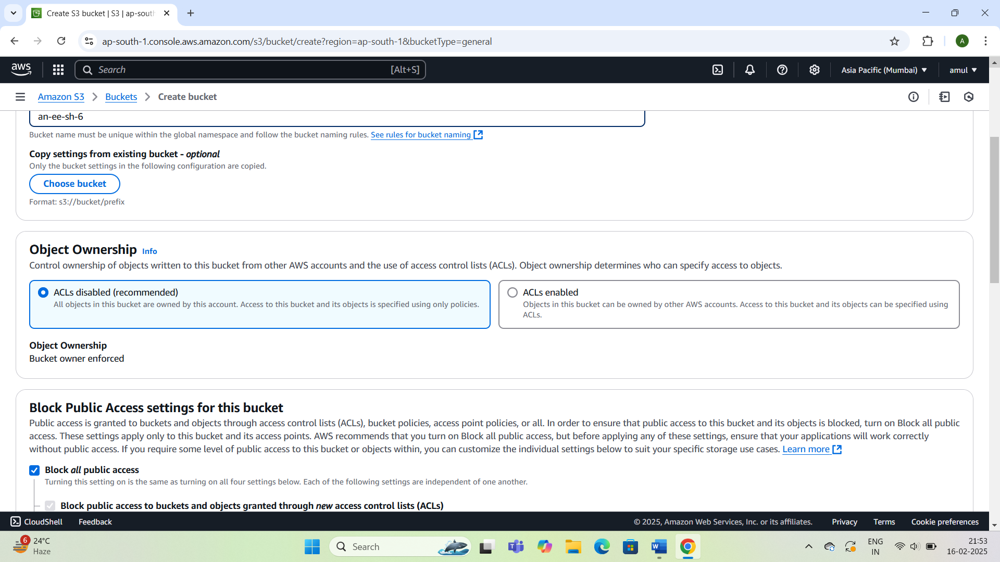 Create S3 bucket | S3 | ap-sout
ap-south-1.console.aws.amazon.com/s3/bucket/create?region=ap-south-1&bucketType=general
A
aws
Search
[Alt+S]
Asia Pacific (Mumbai)
amul
Amazon S3
Buckets
Create bucket
an-ee-sh-6
Bucket name must be unique within the global namespace and follow the bucket naming rules. See rules for bucket naming
Copy settings from existing bucket - optional
Only the bucket settings in the following configuration are copied.
Choose bucket
Format: s3://bucket/prefix
Object Ownership Info
Control ownership of objects written to this bucket from other AWS accounts and the use of access control lists (ACLs). Object ownership determines who can specify access to objects.
ACLs disabled (recommended)
All objects in this bucket are owned by this account. Access to this bucket and its objects is specified using only policies.
ACLs enabled
Objects in this bucket can be owned by other AWS accounts. Access to this bucket and its objects can be specified using
ACLs.
Object Ownership
Bucket owner enforced
Block Public Access settings for this bucket
Public access is granted to buckets and objects through access control lists (ACLs), bucket policies, access point policies, or all. In order to ensure that public access to this bucket and its objects is blocked, turn on Block all public
access. These settings apply only to this bucket and its access points. AWS recommends that you turn on Block all public access, but before applying any of these settings, ensure that your applications will work correctly
without public access. If you require some level of public access to this bucket or objects within, you can customize the individual settings below to suit your specific storage use cases. Learn more
Block all public access
Turning this setting on is the same as turning on all four settings below. Each of the following settings are independent of one another.
Block public access to buckets and objects granted through new access control lists (ACLs)
CloudShell
Feedback
© 2025, Amazon Web Services, Inc. or its affiliates.
Privacy
Terms
Cookie preferences
6
24°C
Haze
Search
ENG
IN
21:53
16-02-2025